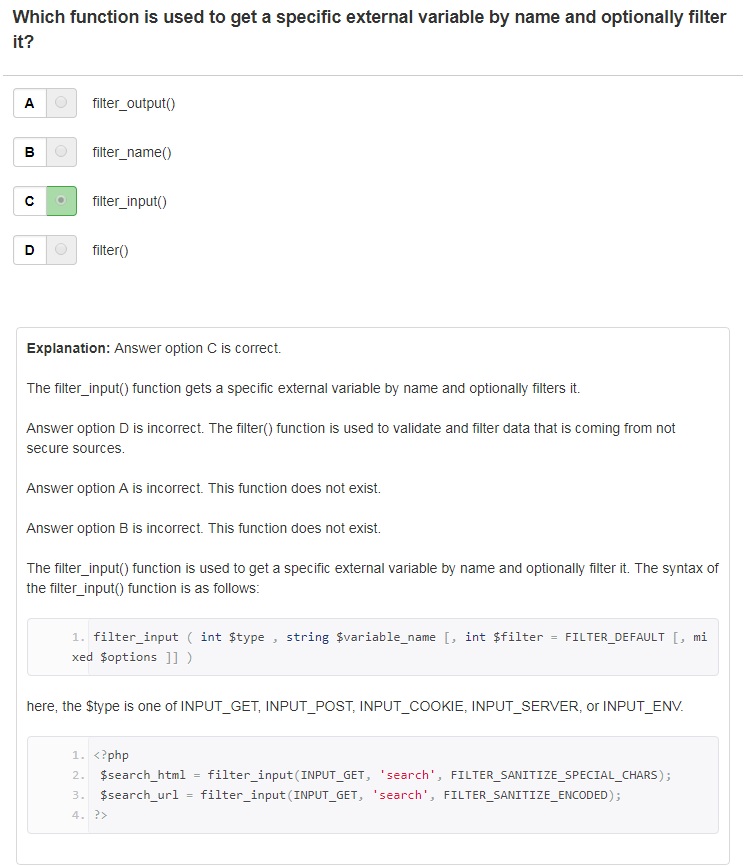 Which function is used to get a specific external variable by name and optionally filter
it?
A filter_output()
B filter_name()
C filter_input()
D filter()
Explanation: Answer option C is correct.
The filter_input() function gets a specific external variable by name and optionally filters it.
Answer option D is incorrect. The filter() function is used to validate and filter data that is coming from not
secure sources.
Answer option A is incorrect. This function does not exist.
Answer option B is incorrect. This function does not exist.
The filter_input() function is used to get a specific external variable by name and optionally filter it. The syntax of
the filter_input() function is as follows:
1. filter_input ( int $type , string $variable_name [, int $filter = FILTER_DEFAULT [, mi
xed $options ]] )
here, the $type is one of INPUT_GET, INPUT_POST, INPUT_COOKIE, INPUT_SERVER, or INPUT_ENV.
1. <?php
2. $search_html = filter_input(INPUT_GET, 'search', FILTER_SANITIZE_SPECIAL_CHARS);
3. $search_url = filter_input(INPUT_GET, 'search', FILTER_SANITIZE_ENCODED);
4. ?>